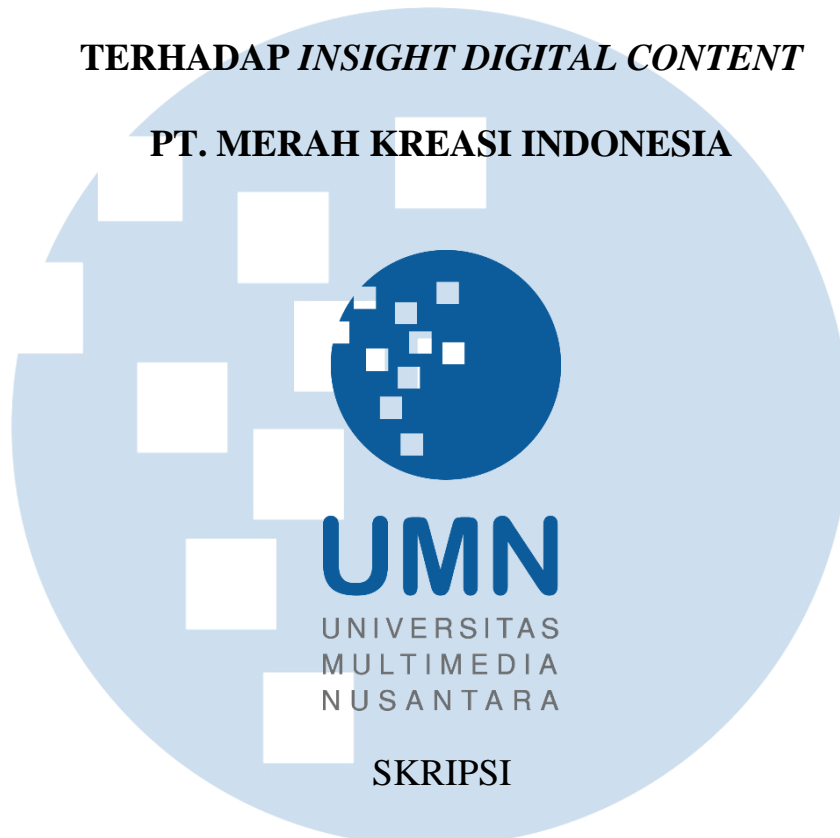 TERHADAP INSIGHT DIGITAL CONTENT
PT. MERAH KREASI INDONESIA
UMN
UNIVERSITAS
MULTIMEDIA
NUSANTARA
SKRIPSI